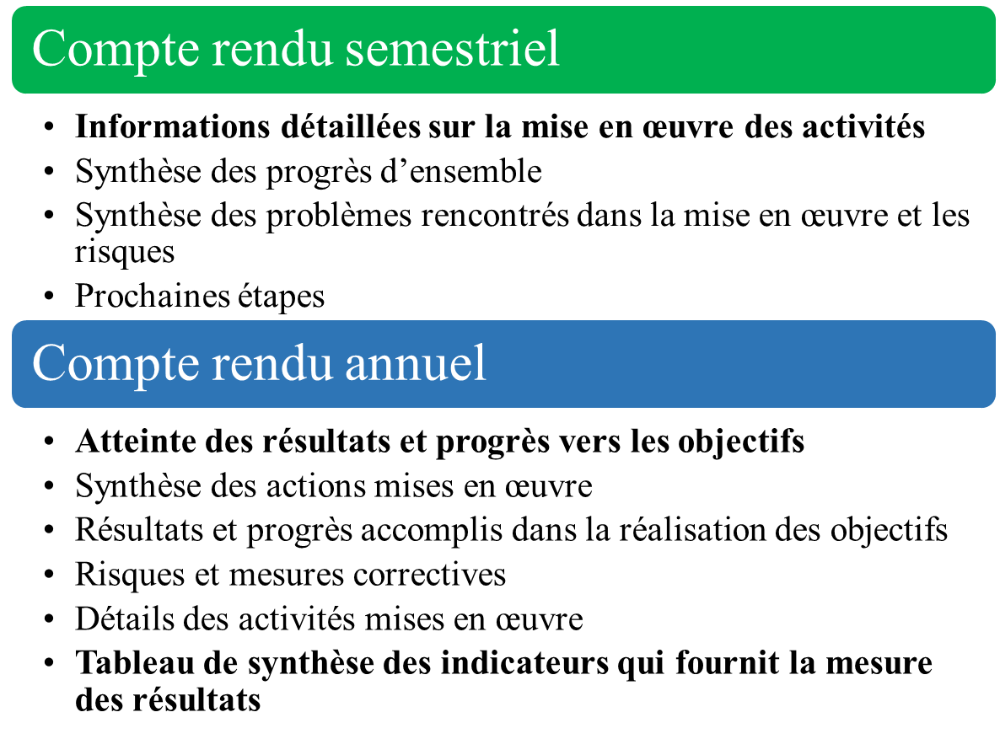 Compte rendu semestriel
• Informations détaillées sur la mise en œuvre des activités
• Synthèse des progrès d’ensemble
• Synthèse des problèmes rencontrés dans la mise en œuvre et les
risques
• Prochaines étapes
Compte rendu annuel
• Atteinte des résultats et progrès vers les objectifs
• Synthèse des actions mises en œuvre
• Résultats et progrès accomplis dans la réalisation des objectifs
• Risques et mesures correctives
• Détails des activités mises en œuvre
• Tableau de synthèse des indicateurs qui fournit la mesure
des résultats